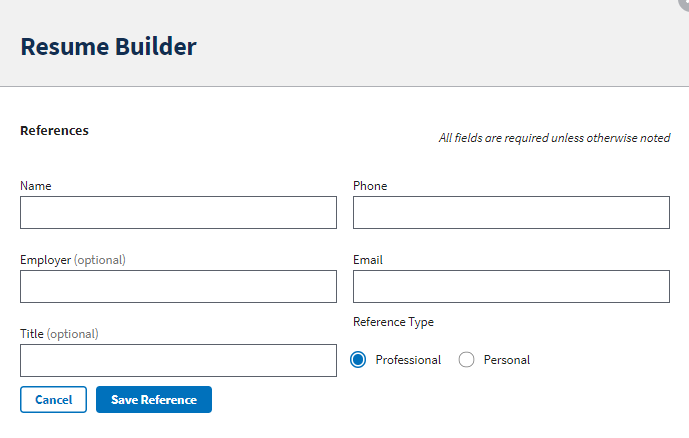 Resume Builder
References
All fields are required unless otherwise noted
Name
Phone
Employer (optional)
Email
Title (optional)
Reference Type
Professional
Personal
Cancel
Save Reference